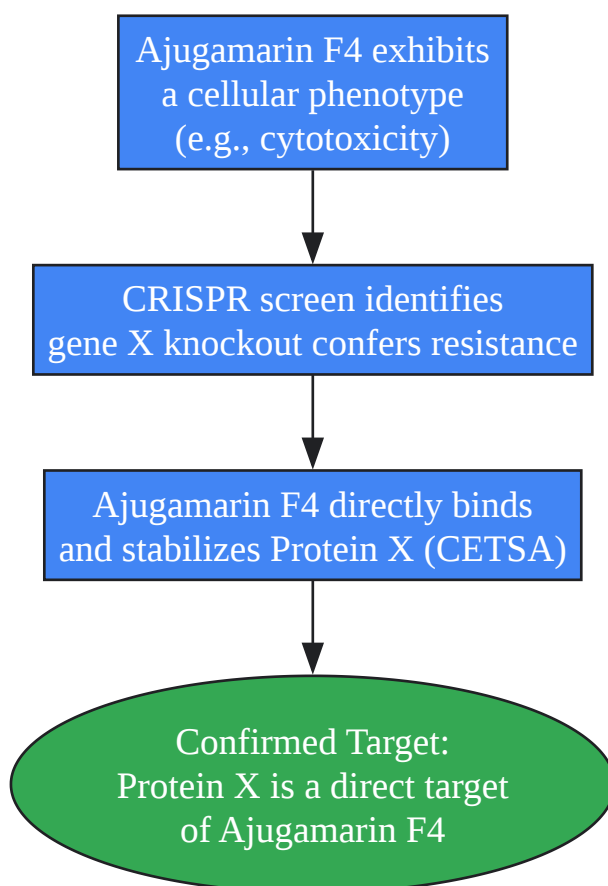 Ajugamarin F4 exhibits
a cellular phenotype
(e.g., cytotoxicity)
CRISPR screen identifies
gene X knockout confers resistance
Ajugamarin F4 directly binds
and stabilizes Protein X (CETSA)
Confirmed Target:
Protein X is a direct target
of Ajugamarin F4